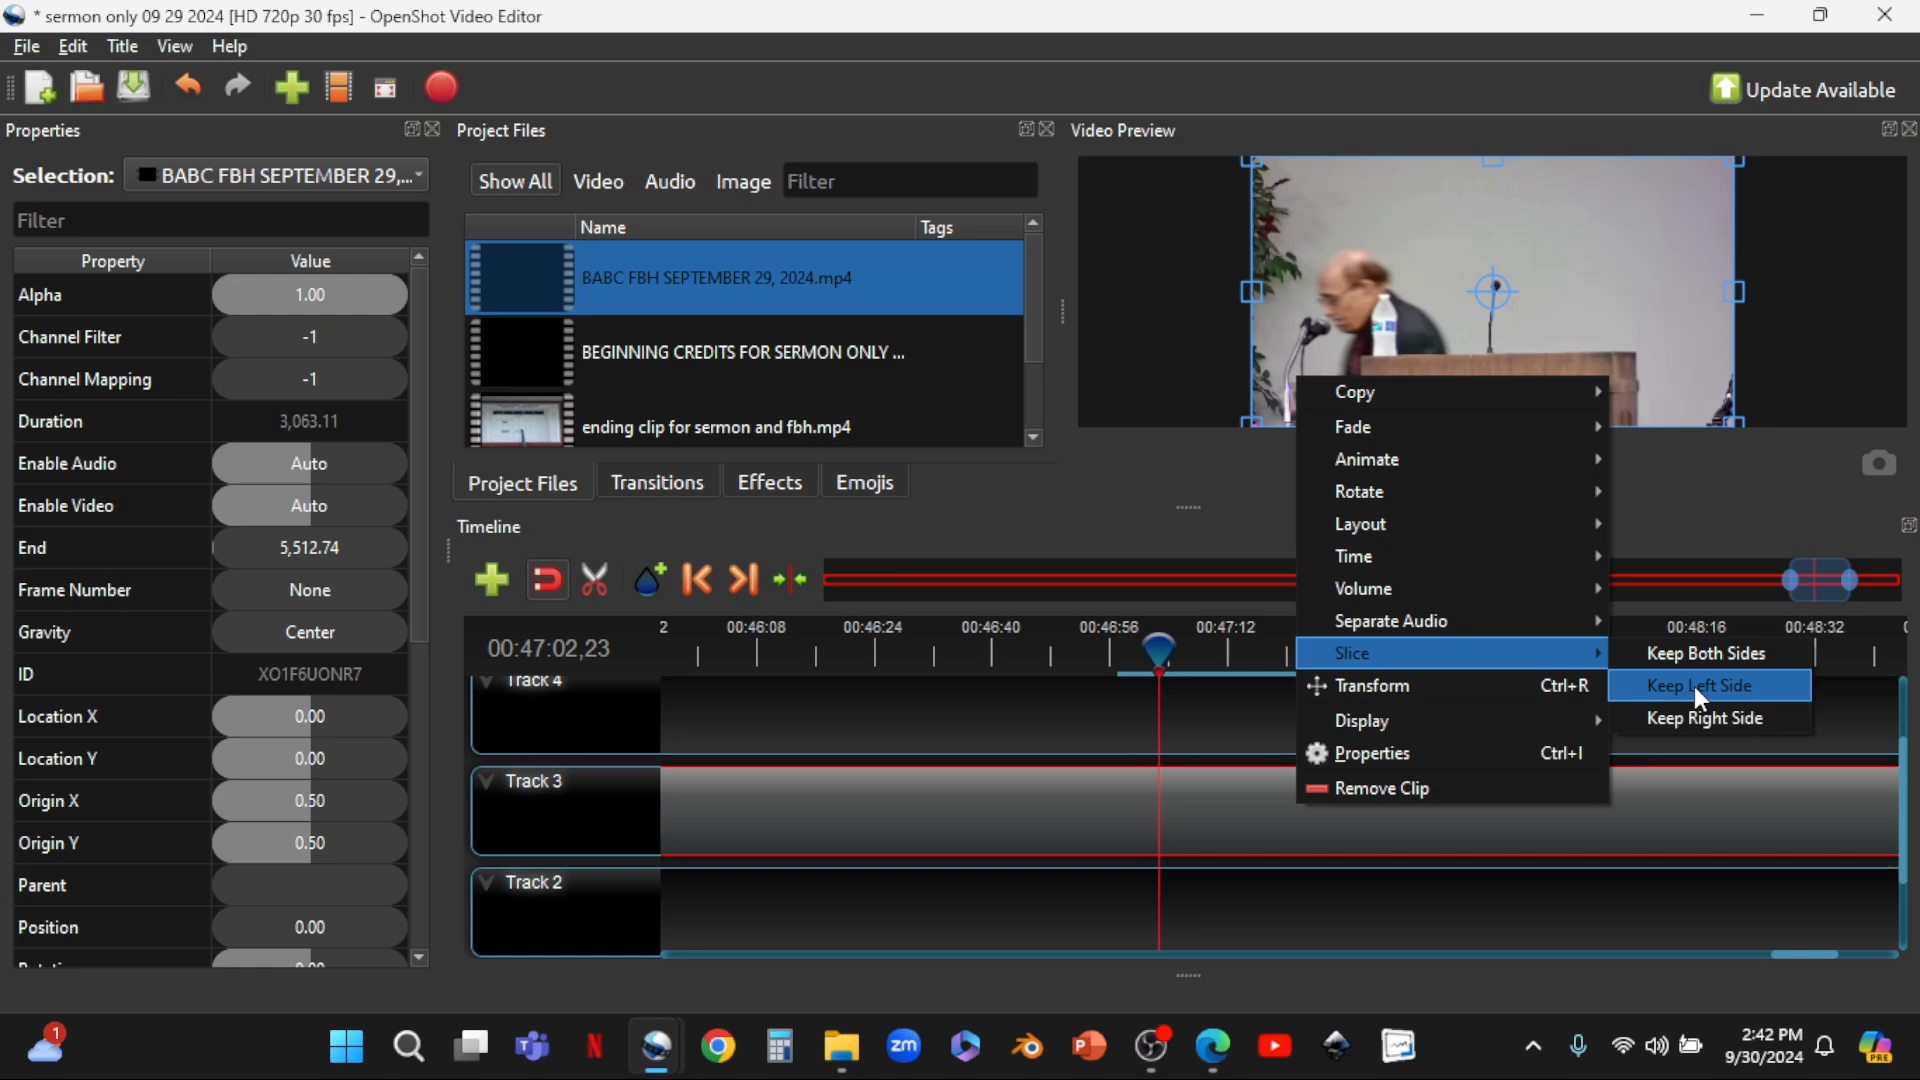 * sermon only 09 29 2024 [HD 720p 30 fps] - OpenShot Video Editor
File Edit Title View Help
Update Available
Properties
Selection: BABC FBH SEPTEMBER 29,...
Filter
Property Value
Alpha 1.00
Channel Filter -1
Channel Mapping -1
Duration 3,063.11
Enable Audio Auto
Enable Video Auto
End 5,512.74
Frame Number None
Gravity Center
ID XO1F6UONR7
Location X 0.00
Location Y 0.00
Origin X 0.50
Origin Y 0.50
Parent
Position 0.00
Project Files
Show All Video Audio Image Filter
Name Tags
BABC FBH SEPTEMBER 29, 2024.mp4
BEGINNING CREDITS FOR SERMON ONLY ...
ending clip for sermon and fbh.mp4
Project Files Transitions Effects Emojis
Video Preview
Timeline
00:47:02,23
2 00:46:08 00:46:24 00:46:40 00:46:56 00:47:12 00:48:16 00:48:32
Track 4
Track 3
Track 2
Copy
Fade
Animate
Rotate
Layout
Time
Volume
Separate Audio
Slice
Transform Ctrl+R
Display
Properties Ctrl+I
Remove Clip
Keep Both Sides
Keep Left Side
Keep Right Side
1
zm
P
PRE
2:42 PM
9/30/2024